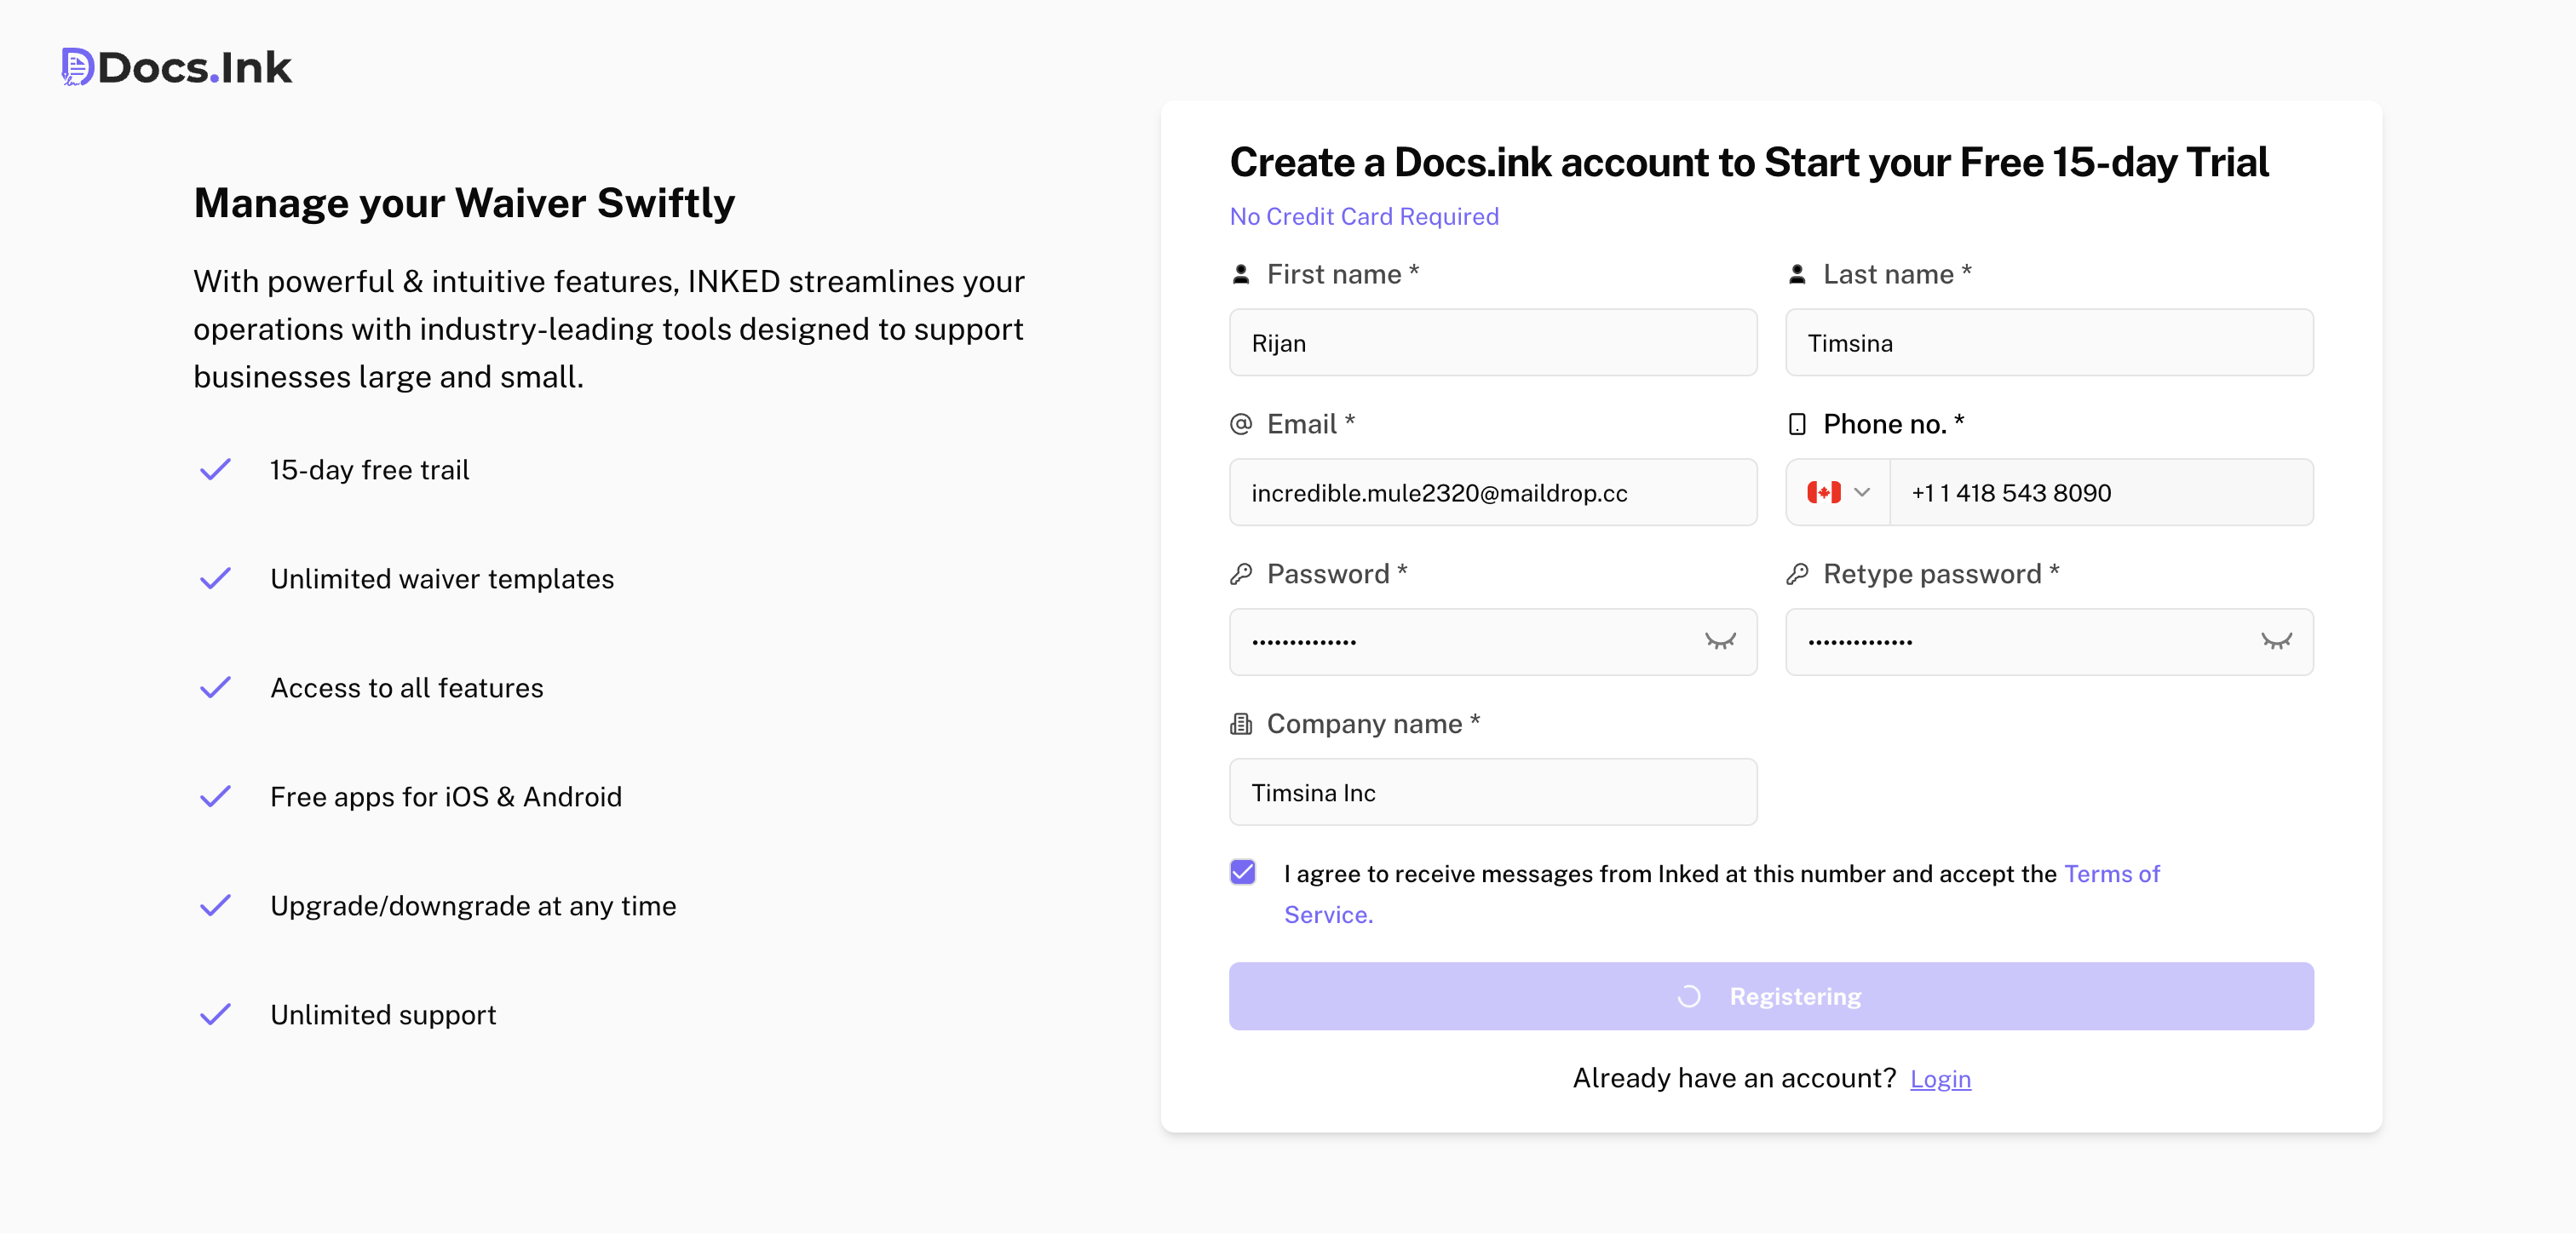 Docs.Ink
Manage your Waiver Swiftly
With powerful & intuitive features, INKED streamlines your
operations with industry-leading tools designed to support
businesses large and small.
15-day free trail
Unlimited waiver templates
Access to all features
Free apps for iOS & Android
Upgrade/downgrade at any time
Unlimited support
Create a Docs.ink account to Start your Free 15-day Trial
No Credit Card Required
First name *
Last name *
Rijan
Timsina
Email *
Phone no. *
incredible.mule2320@maildrop.cc
+1 1 418 543 8090
Password *
Retype password *
••••••••••••••
••••••••••••••
Company name *
Timsina Inc
I agree to receive messages from Inked at this number and accept the Terms of
Service.
Registering
Already have an account? Login